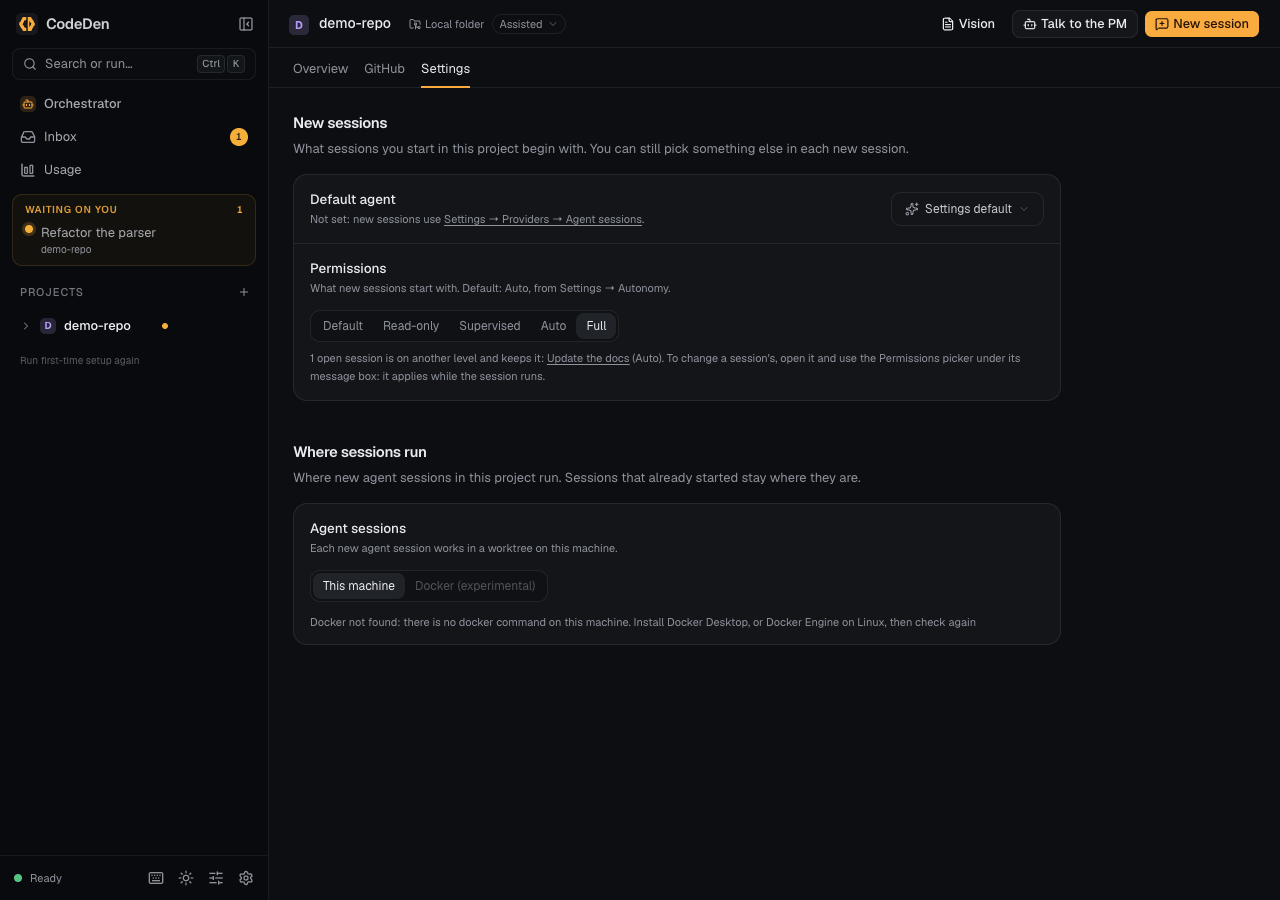 CodeDen
Search or run… Ctrl K
Orchestrator
Inbox 1
Usage
WAITING ON YOU 1
Refactor the parser
demo-repo
PROJECTS
D demo-repo
Run first-time setup again
Ready
D demo-repo Local folder Assisted Vision Talk to the PM New session
Overview GitHub Settings
New sessions
What sessions you start in this project begin with. You can still pick something else in each new session.
Default agent
Not set: new sessions use Settings → Providers → Agent sessions.
Settings default
Permissions
What new sessions start with. Default: Auto, from Settings → Autonomy.
Default Read-only Supervised Auto Full
1 open session is on another level and keeps it: Update the docs (Auto). To change a session's, open it and use the Permissions picker under its
message box: it applies while the session runs.
Where sessions run
Where new agent sessions in this project run. Sessions that already started stay where they are.
Agent sessions
Each new agent session works in a worktree on this machine.
This machine Docker (experimental)
Docker not found: there is no docker command on this machine. Install Docker Desktop, or Docker Engine on Linux, then check again